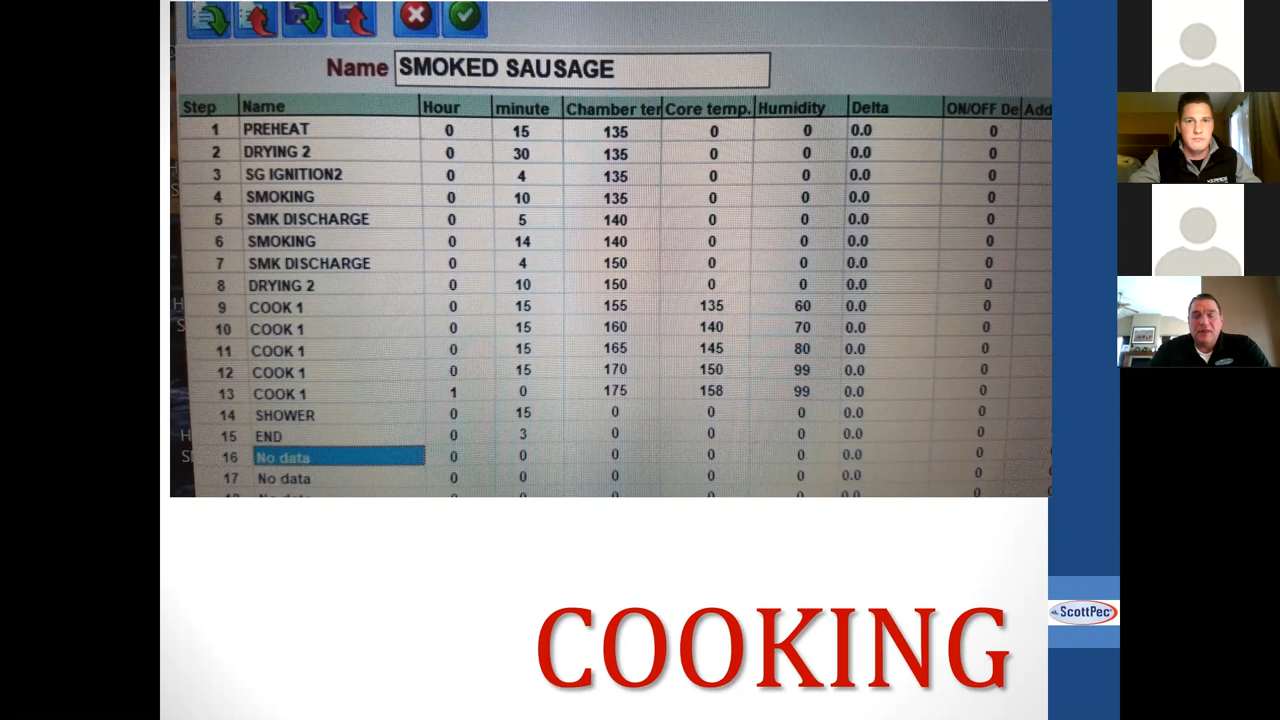 Name SMOKED SAUSAGE
Step Name Hour minute Chamber ter Core temp. Humidity Delta ON/OFF De Add
1 PREHEAT 0 15 135 0 0 0.0 0
2 DRYING 2 0 30 135 0 0 0.0 0
3 SG IGNITION2 0 4 135 0 0 0.0 0
4 SMOKING 0 10 135 0 0 0.0 0
5 SMK DISCHARGE 0 5 140 0 0 0.0 0
6 SMOKING 0 14 140 0 0 0.0 0
7 SMK DISCHARGE 0 4 150 0 0 0.0 0
8 DRYING 2 0 10 150 0 0 0.0 0
9 COOK 1 0 15 155 135 60 0.0 0
10 COOK 1 0 15 160 140 70 0.0 0
11 COOK 1 0 15 165 145 80 0.0 0
12 COOK 1 0 15 170 150 99 0.0 0
13 COOK 1 1 0 175 158 99 0.0 0
14 SHOWER 0 15 0 0 0 0.0 0
15 END 0 3 0 0 0 0.0 0
16 No data 0 0 0 0 0 0.0 0
17 No data 0 0 0 0 0 0.0 0
ScottPec
COOKING